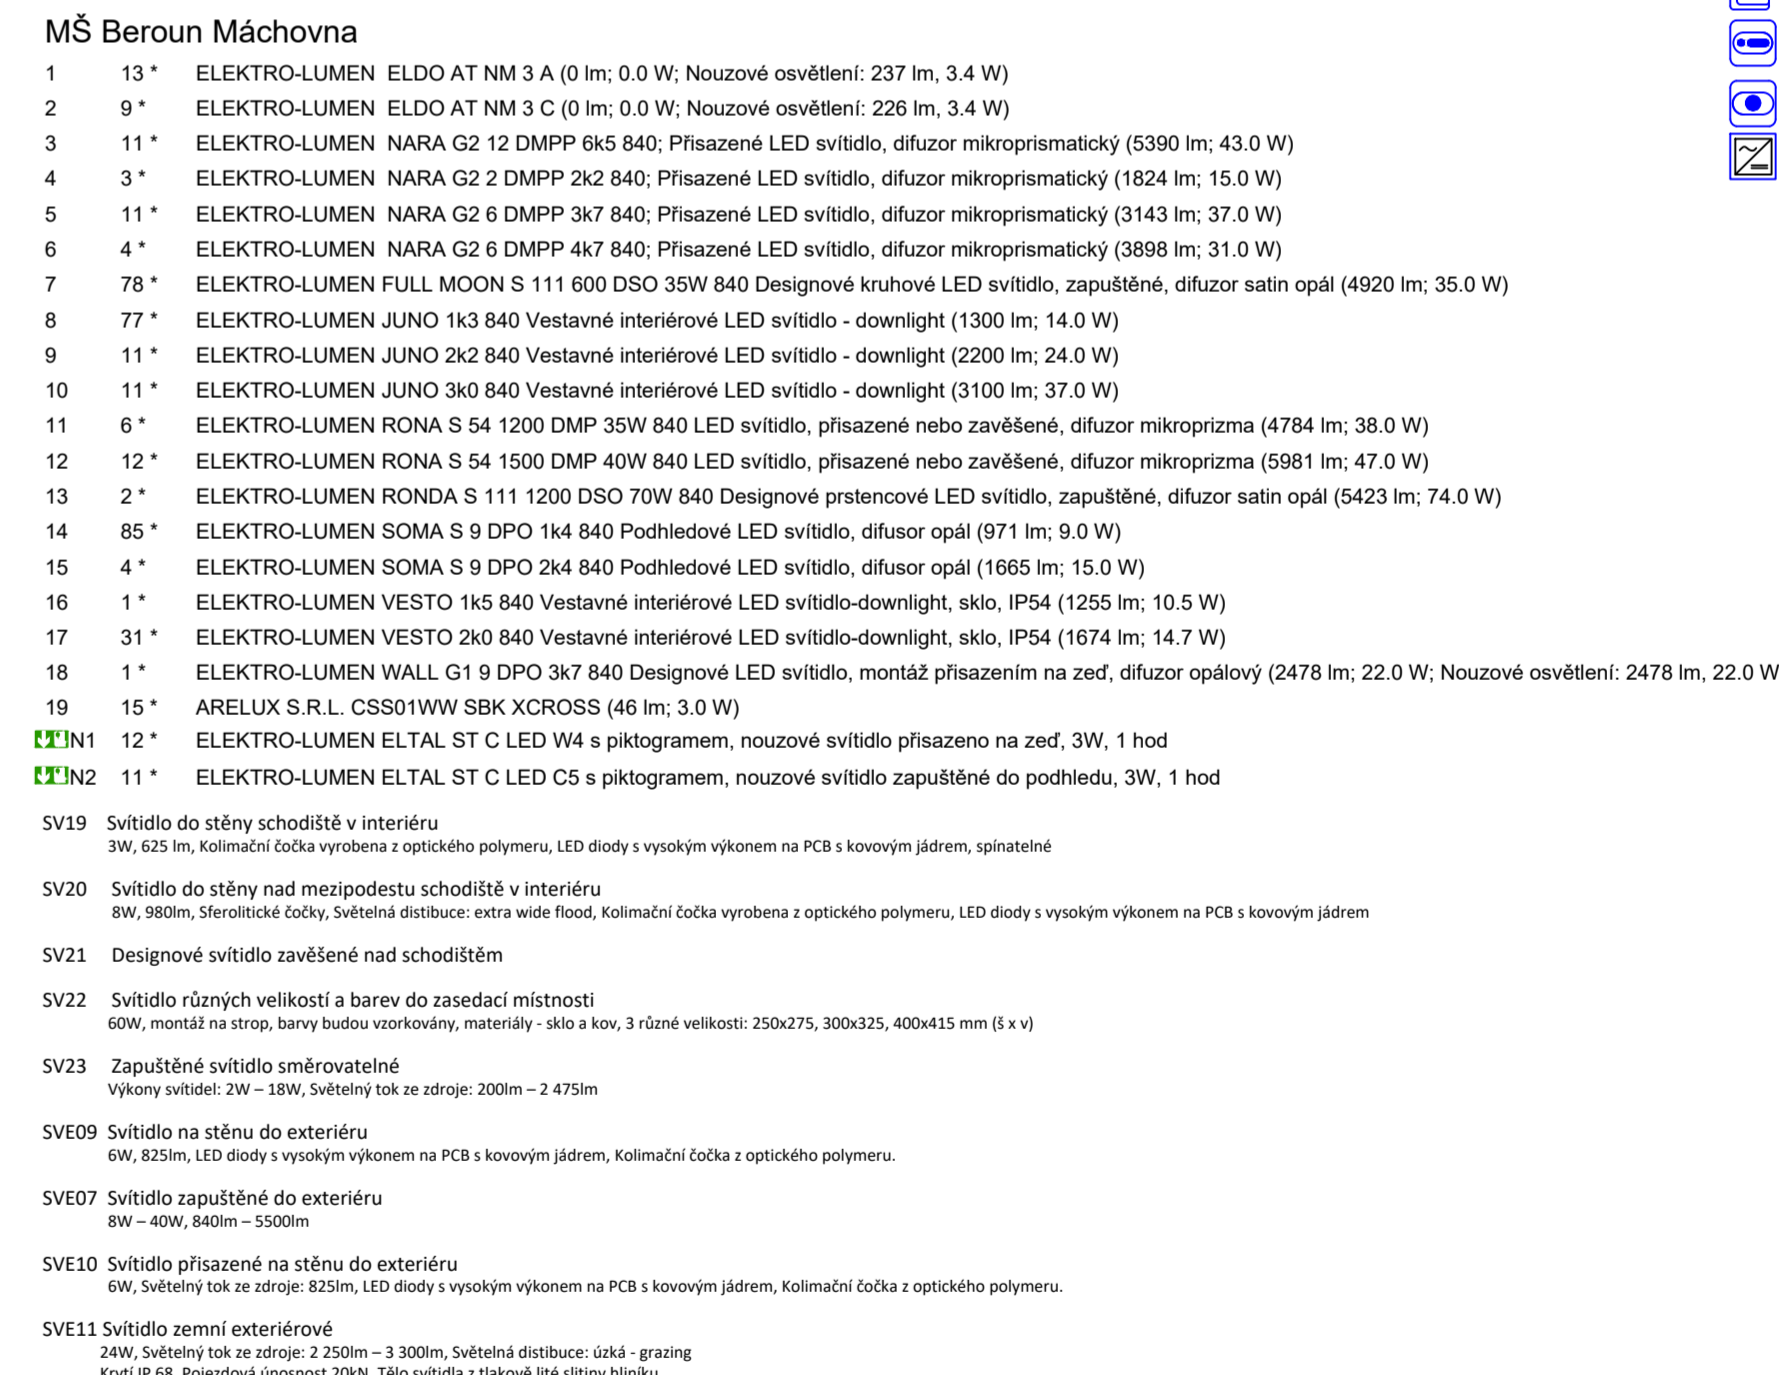 MŠ Beroun Máchovna
1 13 * ELEKTRO-LUMEN ELDO AT NM 3 A (0 lm; 0.0 W; Nouzové osvětlení: 237 lm, 3.4 W)
2 9 * ELEKTRO-LUMEN ELDO AT NM 3 C (0 lm; 0.0 W; Nouzové osvětlení: 226 lm, 3.4 W)
3 11 * ELEKTRO-LUMEN NARA G2 12 DMPP 6k5 840; Přisazené LED svítidlo, difuzor mikroprismatický (5390 lm; 43.0 W)
4 3 * ELEKTRO-LUMEN NARA G2 2 DMPP 2k2 840; Přisazené LED svítidlo, difuzor mikroprismatický (1824 lm; 15.0 W)
5 11 * ELEKTRO-LUMEN NARA G2 6 DMPP 3k7 840; Přisazené LED svítidlo, difuzor mikroprismatický (3143 lm; 37.0 W)
6 4 * ELEKTRO-LUMEN NARA G2 6 DMPP 4k7 840; Přisazené LED svítidlo, difuzor mikroprismatický (3898 lm; 31.0 W)
7 78 * ELEKTRO-LUMEN FULL MOON S 111 600 DSO 35W 840 Designové kruhové LED svítidlo, zapuštěné, difuzor satin opál (4920 lm; 35.0 W)
8 77 * ELEKTRO-LUMEN JUNO 1k3 840 Vestavné interiérové LED svítidlo - downlight (1300 lm; 14.0 W)
9 11 * ELEKTRO-LUMEN JUNO 2k2 840 Vestavné interiérové LED svítidlo - downlight (2200 lm; 24.0 W)
10 11 * ELEKTRO-LUMEN JUNO 3k0 840 Vestavné interiérové LED svítidlo - downlight (3100 lm; 37.0 W)
11 6 * ELEKTRO-LUMEN RONA S 54 1200 DMP 35W 840 LED svítidlo, přisazené nebo zavěšené, difuzor mikroprizma (4784 lm; 38.0 W)
12 12 * ELEKTRO-LUMEN RONA S 54 1500 DMP 40W 840 LED svítidlo, přisazené nebo zavěšené, difuzor mikroprizma (5981 lm; 47.0 W)
13 2 * ELEKTRO-LUMEN RONDA S 111 1200 DSO 70W 840 Designové prstencové LED svítidlo, zapuštěné, difuzor satin opál (5423 lm; 74.0 W)
14 85 * ELEKTRO-LUMEN SOMA S 9 DPO 1k4 840 Podhledové LED svítidlo, difusor opál (971 lm; 9.0 W)
15 4 * ELEKTRO-LUMEN SOMA S 9 DPO 2k4 840 Podhledové LED svítidlo, difusor opál (1665 lm; 15.0 W)
16 1 * ELEKTRO-LUMEN VESTO 1k5 840 Vestavné interiérové LED svítidlo-downlight, sklo, IP54 (1255 lm; 10.5 W)
17 31 * ELEKTRO-LUMEN VESTO 2k0 840 Vestavné interiérové LED svítidlo-downlight, sklo, IP54 (1674 lm; 14.7 W)
18 1 * ELEKTRO-LUMEN WALL G1 9 DPO 3k7 840 Designové LED svítidlo, montáž přisazením na zeď, difuzor opálový (2478 lm; 22.0 W; Nouzové osvětlení: 2478 lm, 22.0 W
19 15 * ARELUX S.R.L. CSS01WW SBK XCROSS (46 lm; 3.0 W)
N1 12 * ELEKTRO-LUMEN ELTAL ST C LED W4 s piktogramem, nouzové svítidlo přisazeno na zeď, 3W, 1 hod
N2 11 * ELEKTRO-LUMEN ELTAL ST C LED C5 s piktogramem, nouzové svítidlo zapuštěné do podhledu, 3W, 1 hod
SV19 Svítidlo do stěny schodiště v interiéru
3W, 625 lm, Kolimační čočka vyrobena z optického polymeru, LED diody s vysokým výkonem na PCB s kovovým jádrem, spínatelné
SV20 Svítidlo do stěny nad mezipodestu schodiště v interiéru
8W, 980lm, Sferolitické čočky, Světelná distibuce: extra wide flood, Kolimační čočka vyrobena z optického polymeru, LED diody s vysokým výkonem na PCB s kovovým jádrem
SV21 Designové svítidlo zavěšené nad schodištěm
SV22 Svítidlo různých velikostí a barev do zasedací místnosti
60W, montáž na strop, barvy budou vzorkovány, materiály - sklo a kov, 3 různé velikosti: 250x275, 300x325, 400x415 mm (š x v)
SV23 Zapuštěné svítidlo směrovatelné
Výkony svítidel: 2W – 18W, Světelný tok ze zdroje: 200lm – 2 475lm
SVE09 Svítidlo na stěnu do exteriéru
6W, 825lm, LED diody s vysokým výkonem na PCB s kovovým jádrem, Kolimační čočka z optického polymeru.
SVE07 Svítidlo zapuštěné do exteriéru
8W – 40W, 840lm – 5500lm
SVE10 Svítidlo přisazené na stěnu do exteriéru
6W, Světelný tok ze zdroje: 825lm, LED diody s vysokým výkonem na PCB s kovovým jádrem, Kolimační čočka z optického polymeru.
SVE11 Svítidlo zemní exteriérové
24W, Světelný tok ze zdroje: 2 250lm – 3 300lm, Světelná distibuce: úzká - grazing
Krytí IP 68, Pojezdová únosnost 20kN, Tělo svítidla z tlakově lité slitiny hliníku